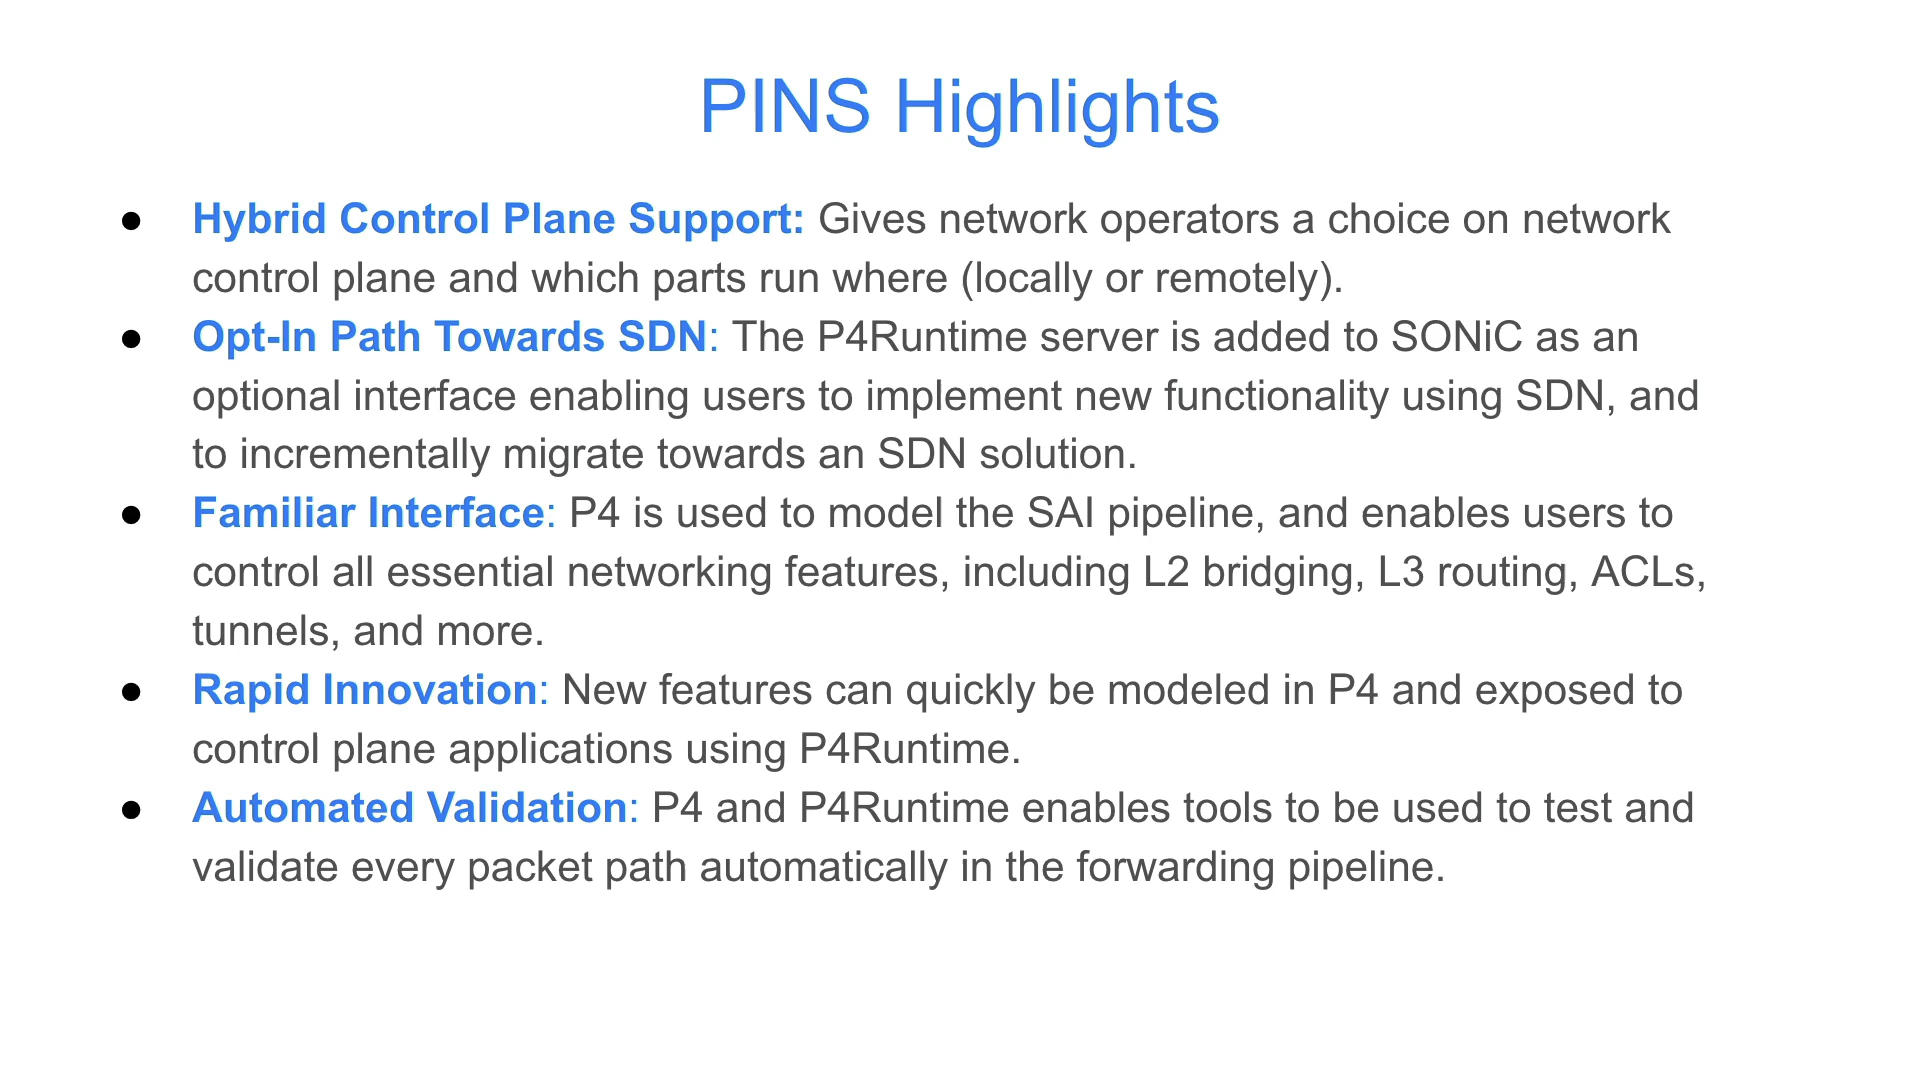 PINS Highlights
● Hybrid Control Plane Support: Gives network operators a choice on network
control plane and which parts run where (locally or remotely).
● Opt-In Path Towards SDN: The P4Runtime server is added to SONiC as an
optional interface enabling users to implement new functionality using SDN, and
to incrementally migrate towards an SDN solution.
● Familiar Interface: P4 is used to model the SAI pipeline, and enables users to
control all essential networking features, including L2 bridging, L3 routing, ACLs,
tunnels, and more.
● Rapid Innovation: New features can quickly be modeled in P4 and exposed to
control plane applications using P4Runtime.
● Automated Validation: P4 and P4Runtime enables tools to be used to test and
validate every packet path automatically in the forwarding pipeline.